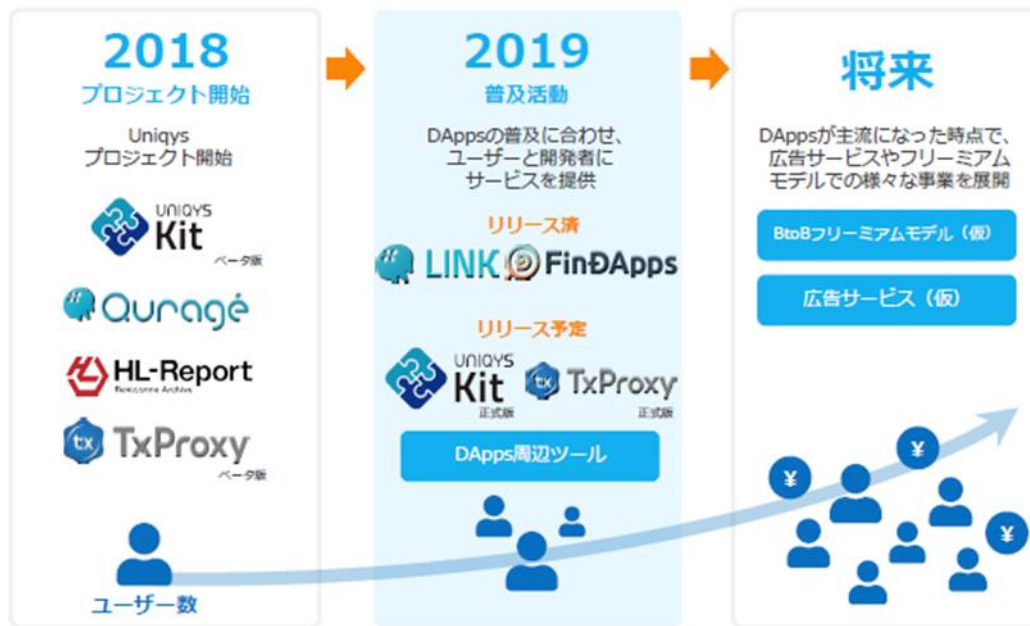 2018
プロジェクト開始
Uniqys
プロジェクト開始
UNIQYS
Kit
ベータ版
Quragé
HL-Report
TxProxy
ベータ版
ユーザー数
2019
普及活動
DAppsの普及に合わせ、
ユーザーと開発者に
サービスを提供
リリース済
LINK FinÐApps
リリース予定
UNIQYS
Kit
正式版
tx TxProxy
正式版
DApps周辺ツール
将来
DAppsが主流になった時点で、
広告サービスやフリーミアム
モデルでの様々な事業を展開
BtoBフリーミアムモデル（仮）
広告サービス（仮）
¥
¥
¥